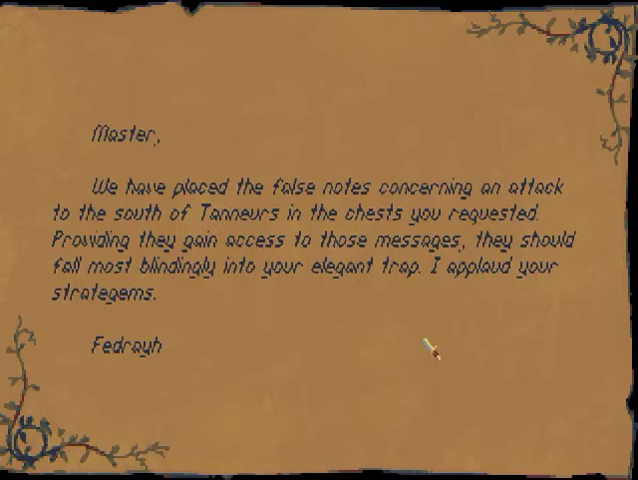 Master,
We have placed the false notes concerning an attack
to the south of Tanneurs in the chests you requested.
Providing they gain access to those messages, they should
fall most blindingly into your elegant trap. I applaud your
strategems.
Fedrayh